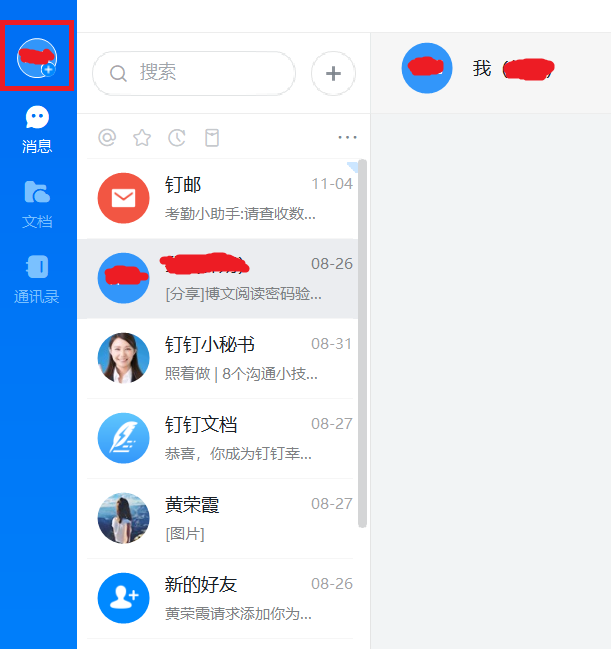 搜索
我（
消息
文档
通讯录
钉邮
11-04
考勤小助手:请查收数...
08-26
[分享]博文阅读密码验...
钉钉小秘书
08-31
照着做 | 8个沟通小技...
钉钉文档
08-27
恭喜，你成为钉钉幸...
黄荣霞
08-27
[图片]
新的好友
08-26
黄荣霞请求添加你为...